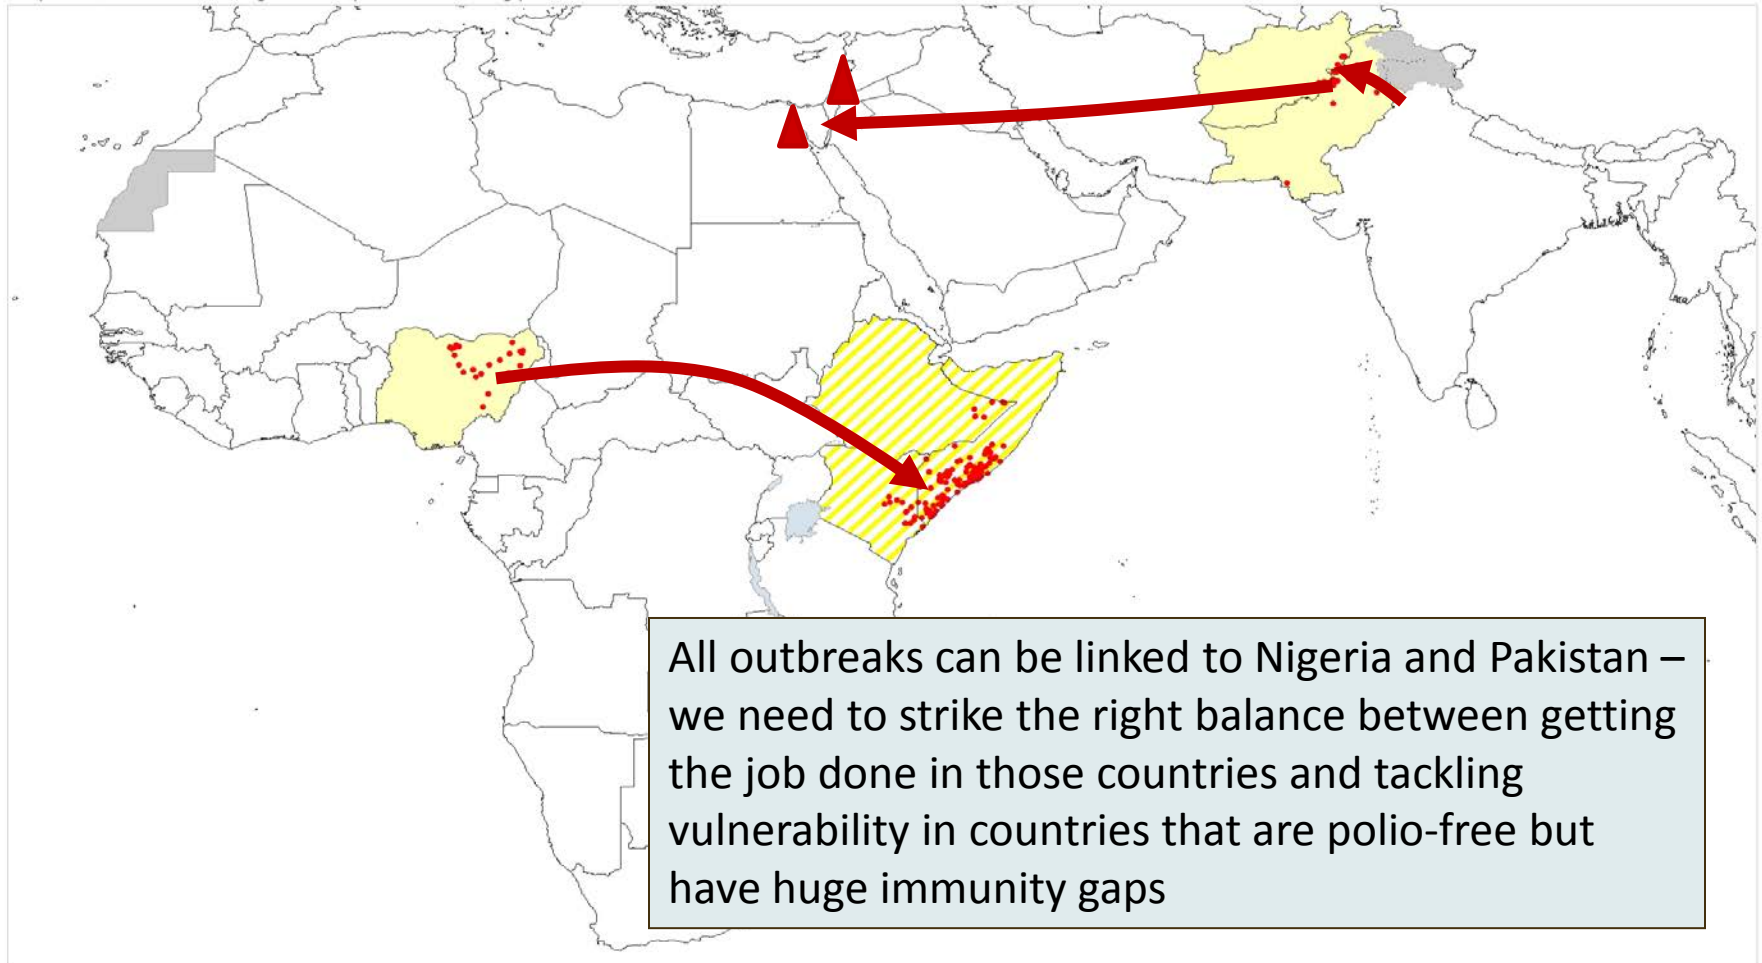 All outbreaks can be linked to Nigeria and Pakistan –
we need to strike the right balance between getting
the job done in those countries and tackling
vulnerability in countries that are polio-free but
have huge immunity gaps